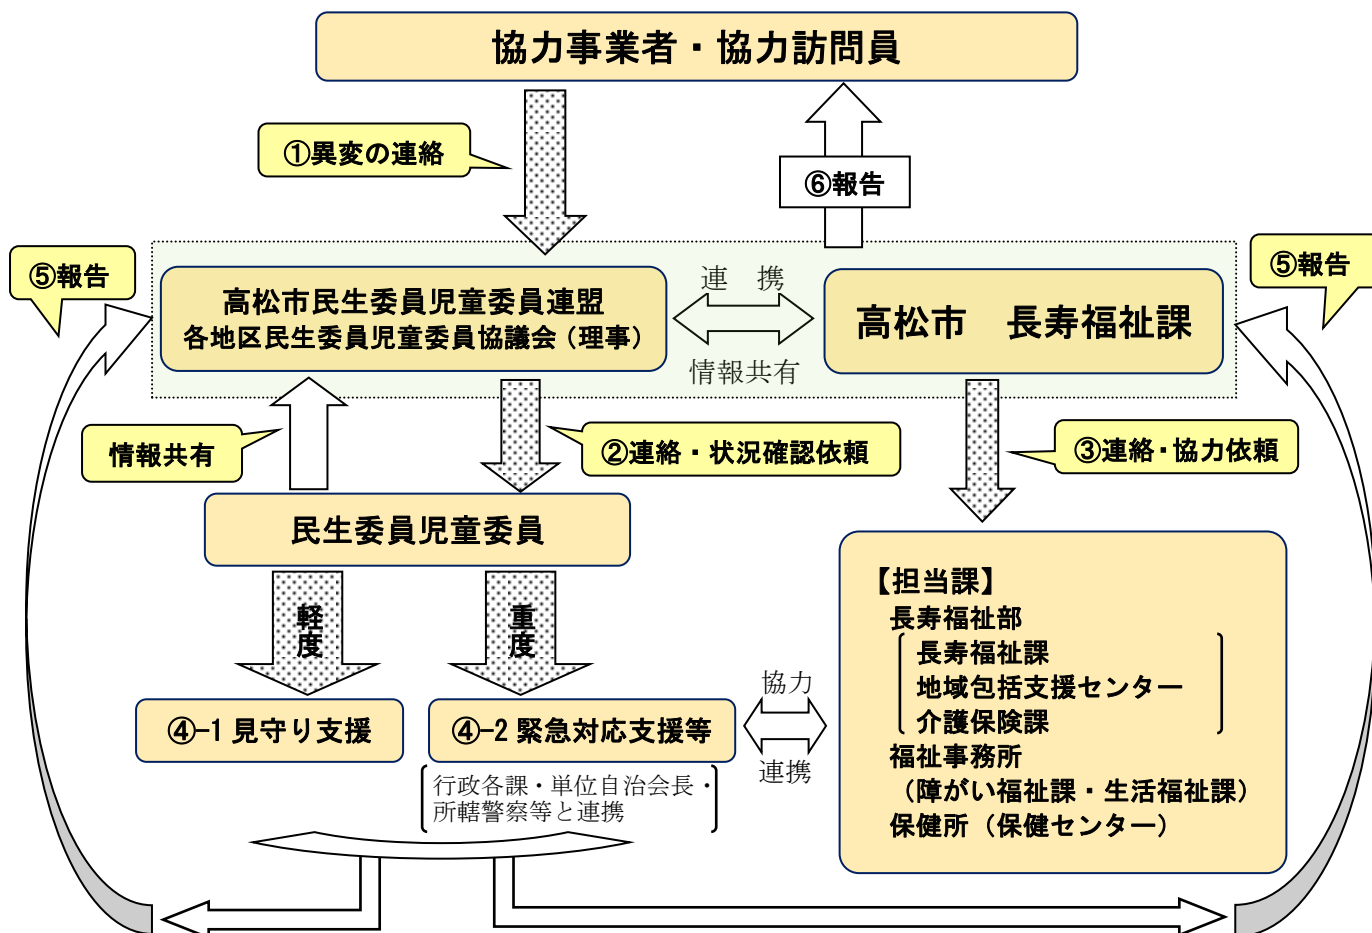 協力事業者・協力訪問員
①異変の連絡
⑥報告
⑤報告
⑤報告
高松市民生委員児童委員連盟
各地区民生委員児童委員協議会（理事）
連　携
情報共有
高松市　長寿福祉課
情報共有
②連絡・状況確認依頼
③連絡・協力依頼
民生委員児童委員
軽度
重度
【担当課】
長寿福祉部
長寿福祉課
地域包括支援センター
介護保険課
福祉事務所
（障がい福祉課・生活福祉課）
保健所（保健センター）
④-1 見守り支援
④-2 緊急対応支援等
協力
連携
行政各課・単位自治会長・
所轄警察等と連携